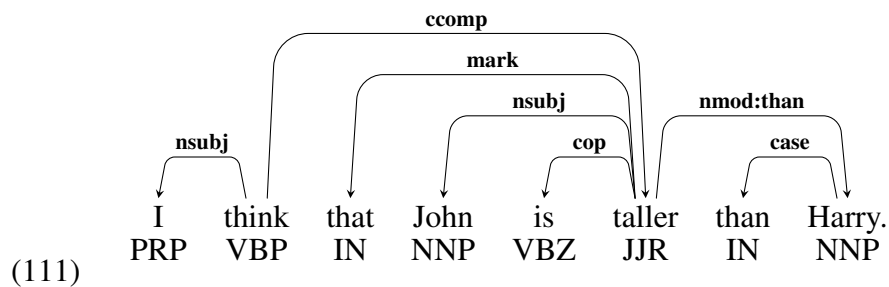 ccomp
mark
nsubj nmod:than
nsubj cop case
I think that John is taller than Harry.
PRP VBP IN NNP VBZ JJR IN NNP
(111)